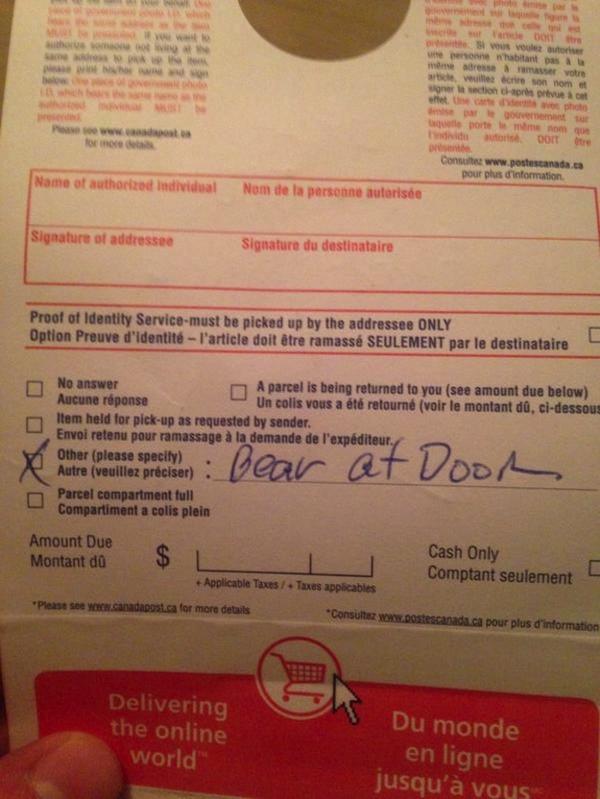 piece of government photo I.D. which
bears the same address as the item
MUST be presented. If you want to
authorize someone not living at the
same address to pick up the item,
please print his/her name and sign
below. One piece of government photo
I.D. which bears the same name as the
authorized individual MUST be
presented.
Please see www.canadapost.ca
for more details.
photo émise par le
gouvernement sur laquelle figure la
même adresse que celle qui est
inscrite sur l'article DOIT être
présentée. Si vous voulez autoriser
une personne n'habitant pas à la
même adresse à ramasser votre
article, veuillez écrire son nom et
signer la section ci-après prévue à cet
effet. Une carte d'identité avec photo
émise par le gouvernement sur
laquelle porte le même nom que
l'individu autorisé, DOIT être
présentée.
Consultez www.postescanada.ca
pour plus d'information.
Name of authorized individual Nom de la personne autorisée
Signature of addressee Signature du destinataire
Proof of Identity Service-must be picked up by the addressee ONLY
Option Preuve d'identité – l'article doit être ramassé SEULEMENT par le destinataire
No answer
Aucune réponse
A parcel is being returned to you (see amount due below)
Un colis vous a été retourné (voir le montant dû, ci-dessous
Item held for pick-up as requested by sender.
Envoi retenu pour ramassage à la demande de l'expéditeur.
Other (please specify)
Autre (veuillez préciser) : Bear at Door
Parcel compartment full
Compartiment a colis plein
Amount Due
Montant dû
$
+ Applicable Taxes / + Taxes applicables
Cash Only
Comptant seulement
*Please see www.canadapost.ca for more details
*Consultez www.postescanada.ca pour plus d'information
Delivering
the online
world™
Du monde
en ligne
jusqu'à vous